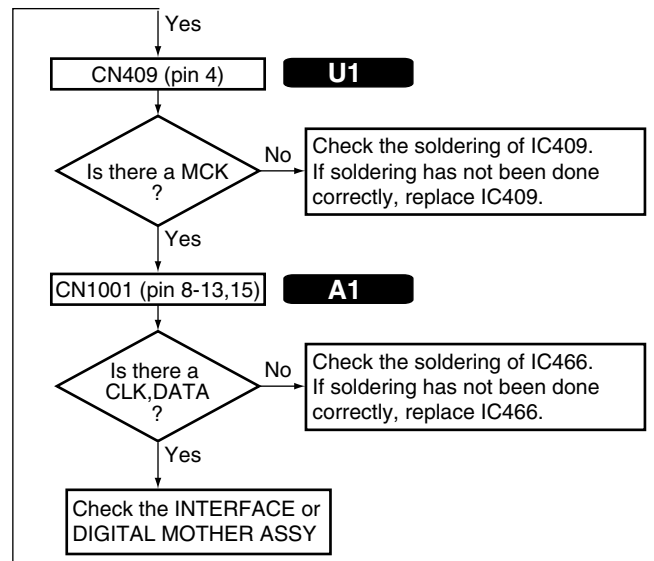 Yes
CN409 (pin 4)
U1
Is there a MCK
?
No
Check the soldering of IC409.
If soldering has not been done
correctly, replace IC409.
Yes
CN1001 (pin 8-13,15)
A1
Is there a
CLK,DATA
?
No
Check the soldering of IC466.
If soldering has not been done
correctly, replace IC466.
Yes
Check the INTERFACE or
DIGITAL MOTHER ASSY